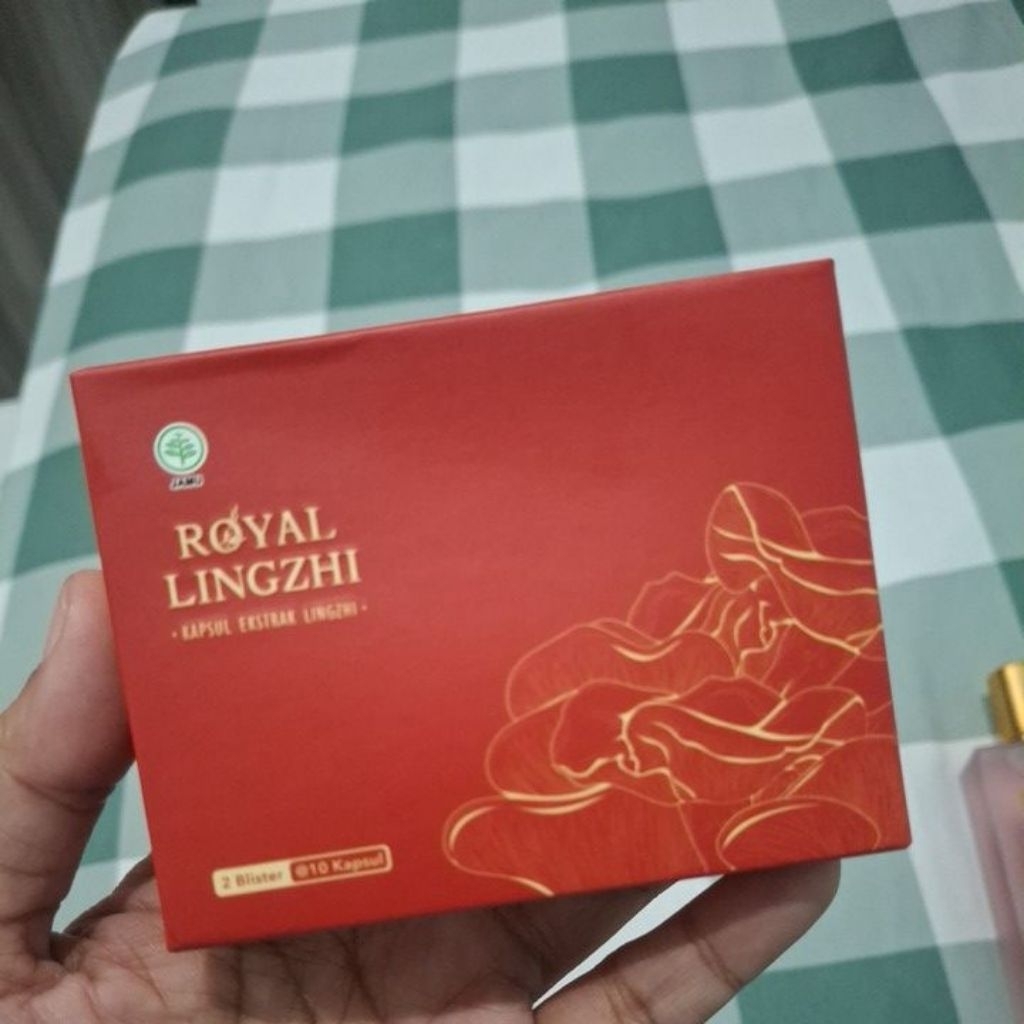 JAMU
ROYAL
LINGZHI
• KAPSUL EKSTRAK LINGZHI •
2 Blister @10 Kapsul